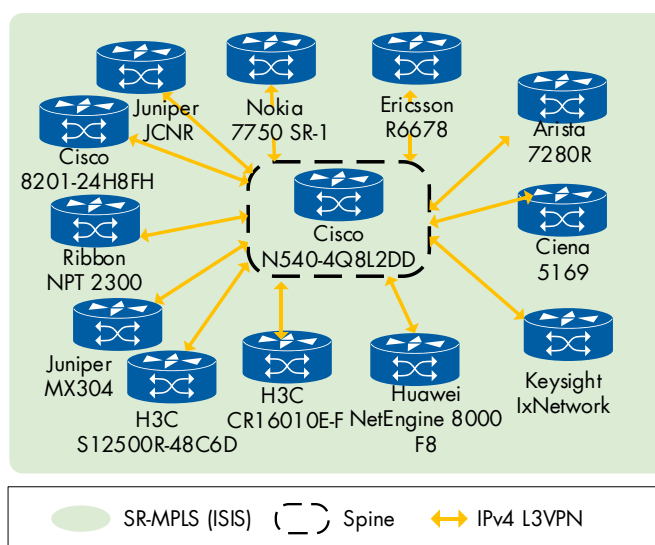 Juniper
JCNR
Nokia
7750 SR-1
Ericsson
R6678
Arista
7280R
Cisco
8201-24H8FH
Cisco
N540-4Q8L2DD
Ribbon
NPT 2300
Ciena
5169
Juniper
MX304
H3C
S12500R-48C6D
H3C
CR16010E-F
Huawei
NetEngine 8000
F8
Keysight
IxNetwork
SR-MPLS (ISIS)
Spine
IPv4 L3VPN